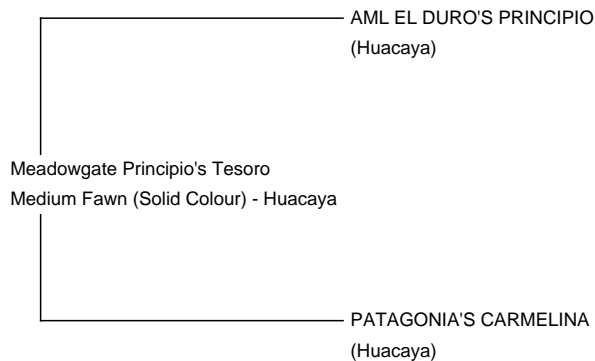 AML EL DURO'S PRINCIPIO
(Huacaya)
Meadowgate Principio's Tesoro
Medium Fawn (Solid Colour) - Huacaya
PATAGONIA'S CARMELINA
(Huacaya)